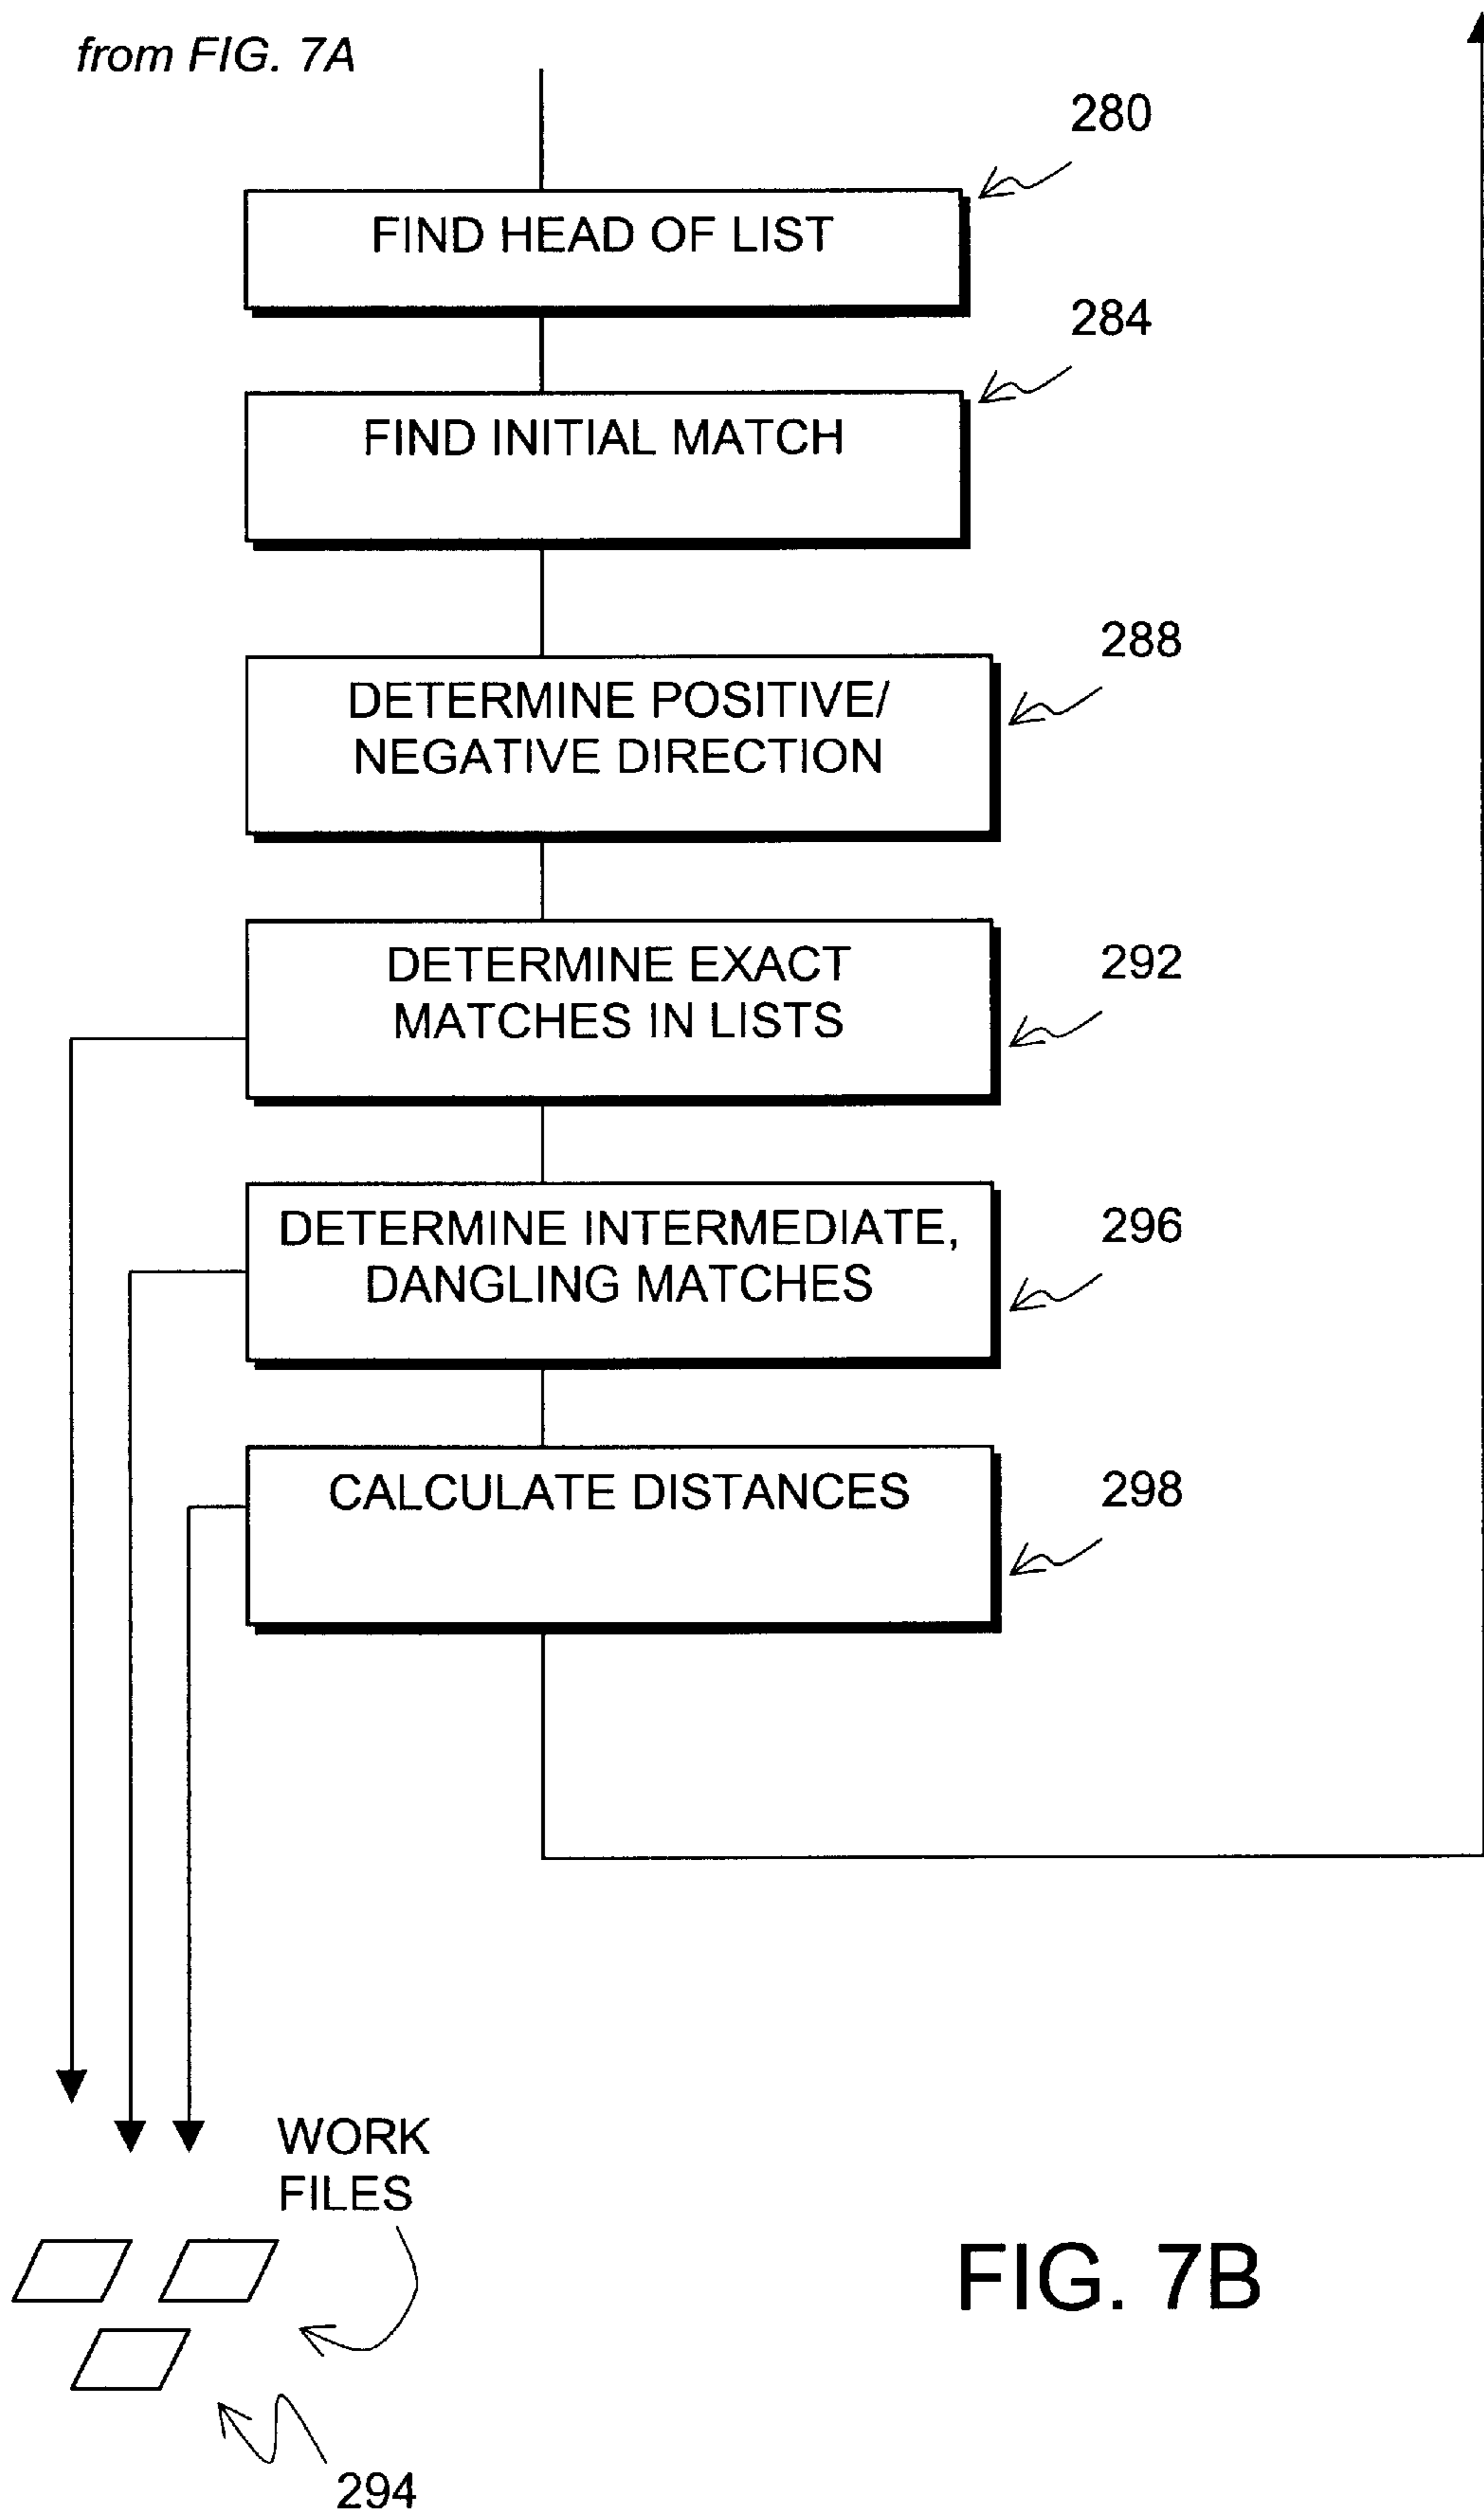 from FIG. 7A
280
FIND HEAD OF LIST
284
FIND INITIAL MATCH
288
DETERMINE POSITIVE/
NEGATIVE DIRECTION
292
DETERMINE EXACT
MATCHES IN LISTS
296
DETERMINE INTERMEDIATE,
DANGLING MATCHES
298
CALCULATE DISTANCES
WORK
FILES
FIG. 7B
294